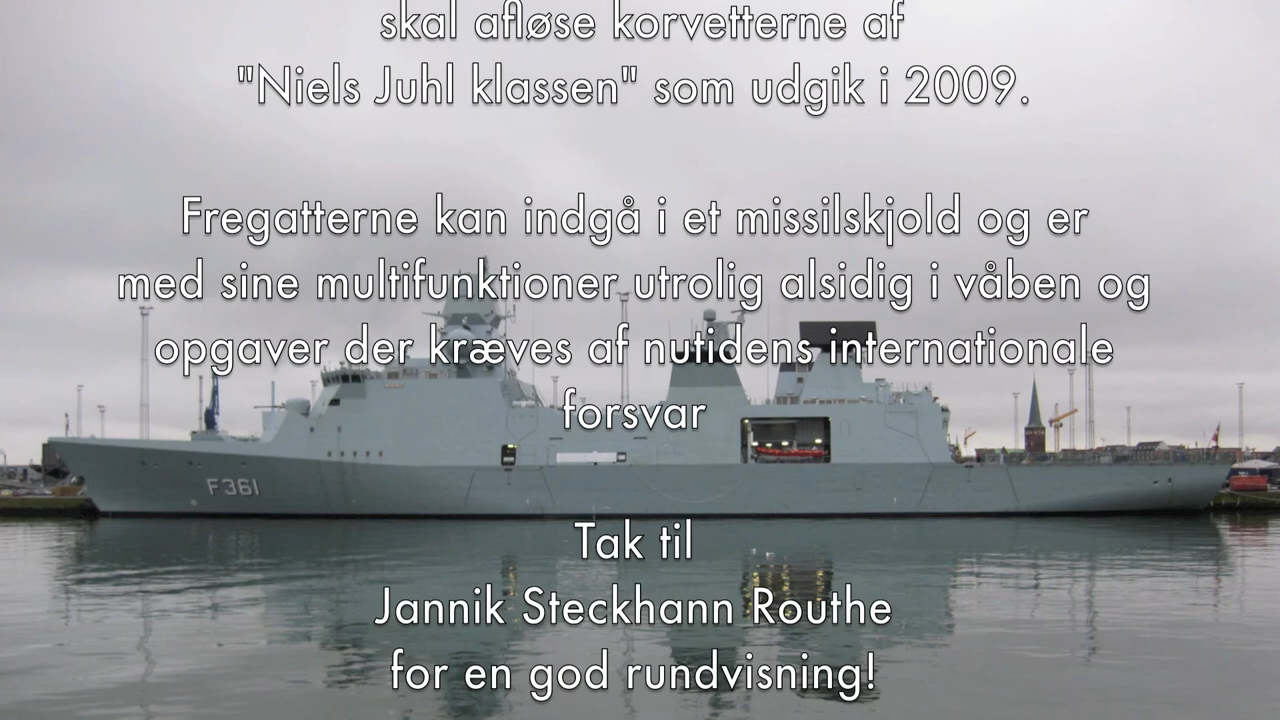 skal afløse korvetterne af
"Niels Juhl klassen" som udgik i 2009.
Fregatterne kan indgå i et missilskjold og er
med sine multifunktioner utrolig alsidig i våben og
opgaver der kræves af nutidens internationale
forsvar
F361
Tak til
Jannik Steckhann Routhe
for en god rundvisning!